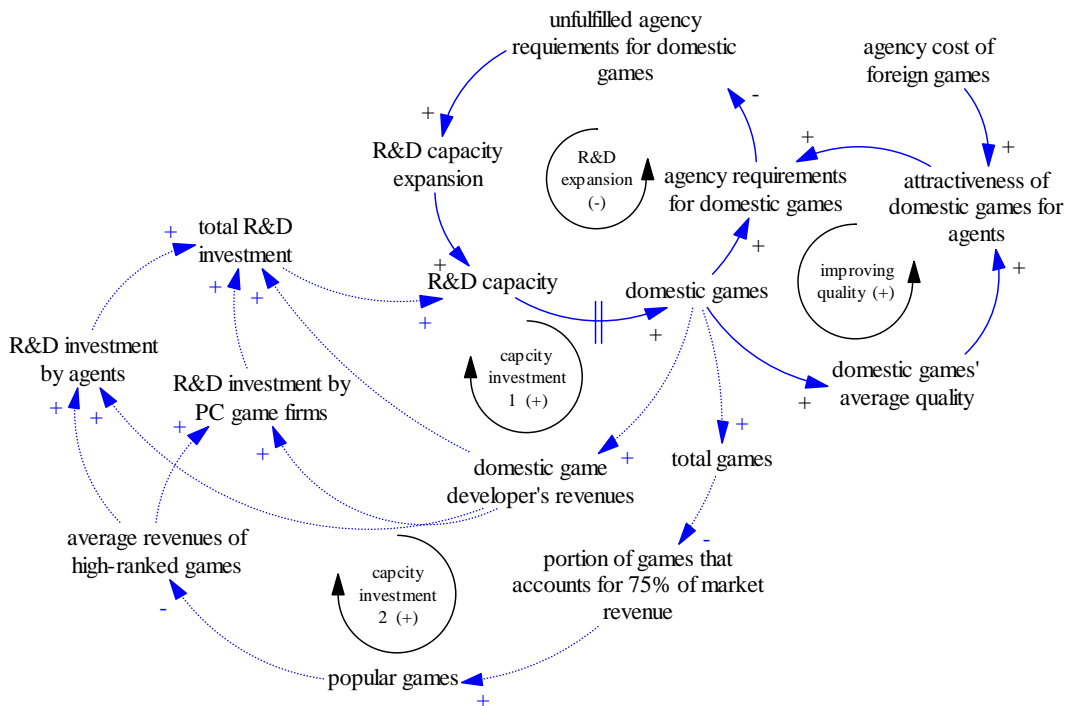 unfulfilled agency
requiements for domestic
games
agency cost of
foreign games
-
+
+
+
R&D capacity
expansion
R&D
expansion
(-)
agency requirements
for domestic games
attractiveness of
domestic games for
agents
total R&D
investment
+
+
+
+
improving
quality (+)
+
R&D capacity
domestic games
+
+
+
+
R&D investment
by agents
capcity
investment
1 (+)
domestic games'
average quality
R&D investment by
PC game firms
+
+
+
+
+
+
+
domestic game
developer's revenues
total games
average revenues of
high-ranked games
-
portion of games that
accounts for 75% of market
revenue
capcity
investment
2 (+)
-
popular games
+